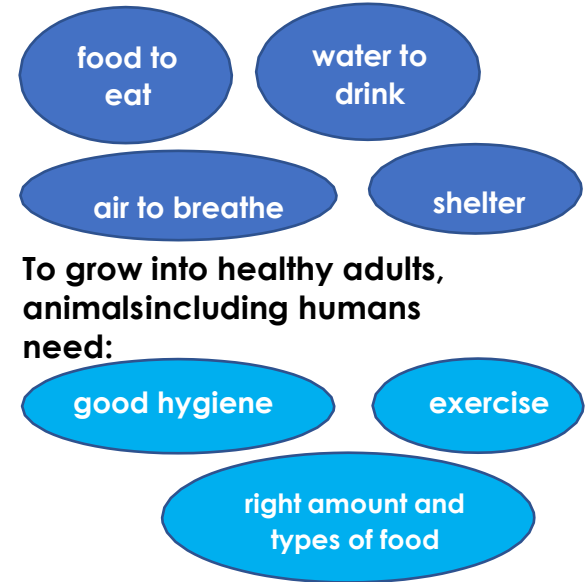 food to
eat
water to
drink
air to breathe
shelter
To grow into healthy adults,
animalsincluding humans
need:
good hygiene
exercise
right amount and
types of food